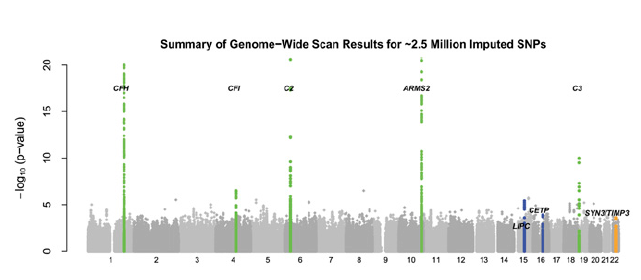 Summary of Genome-Wide Scan Results for ~2.5 Million Imputed SNPs
-log10 (p-value)
20
15
10
5
0
CFH CFI C2 ARMS2 C3
LIPC CETP SYN3/TIMP3
1 2 3 4 5 6 7 8 9 10 11 12 13 14 15 16 17 18 19 20 21 22